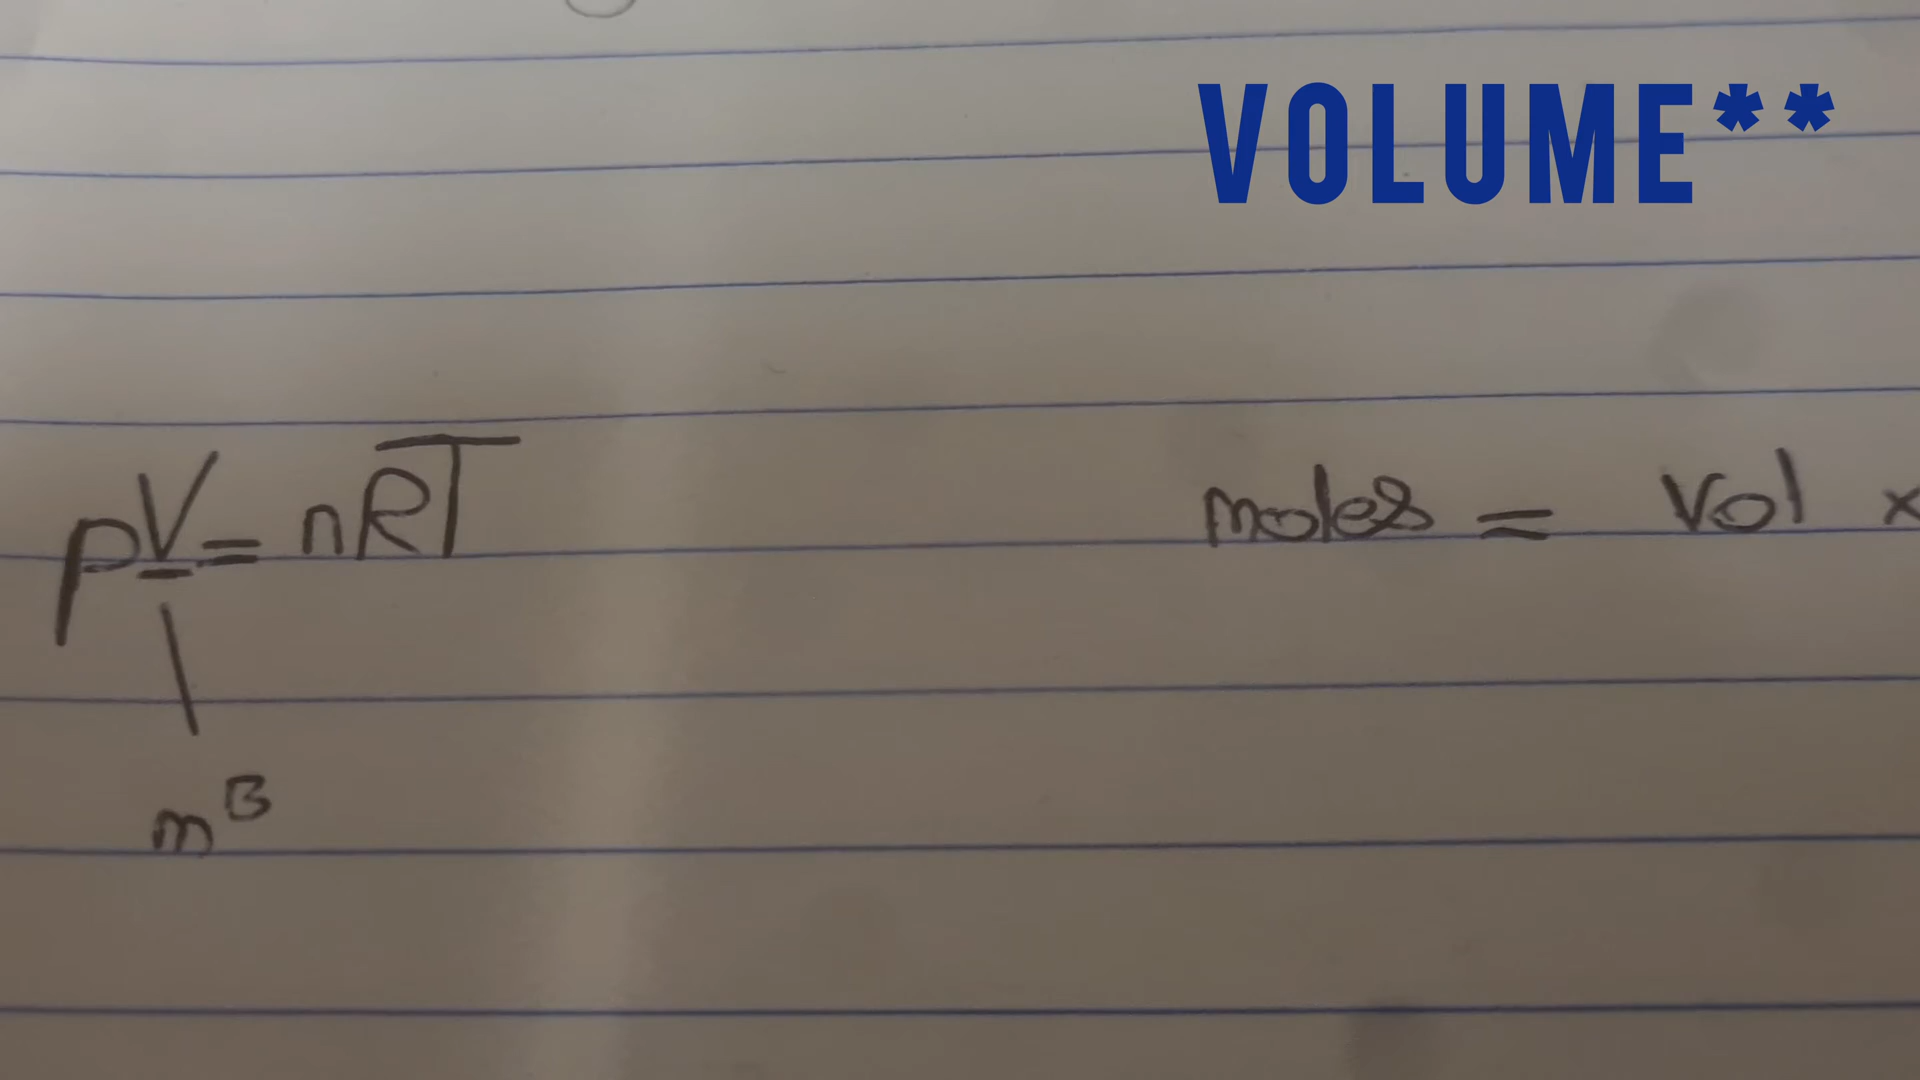 VOLUME**
pV = nRT
moles = Vol ×
m³